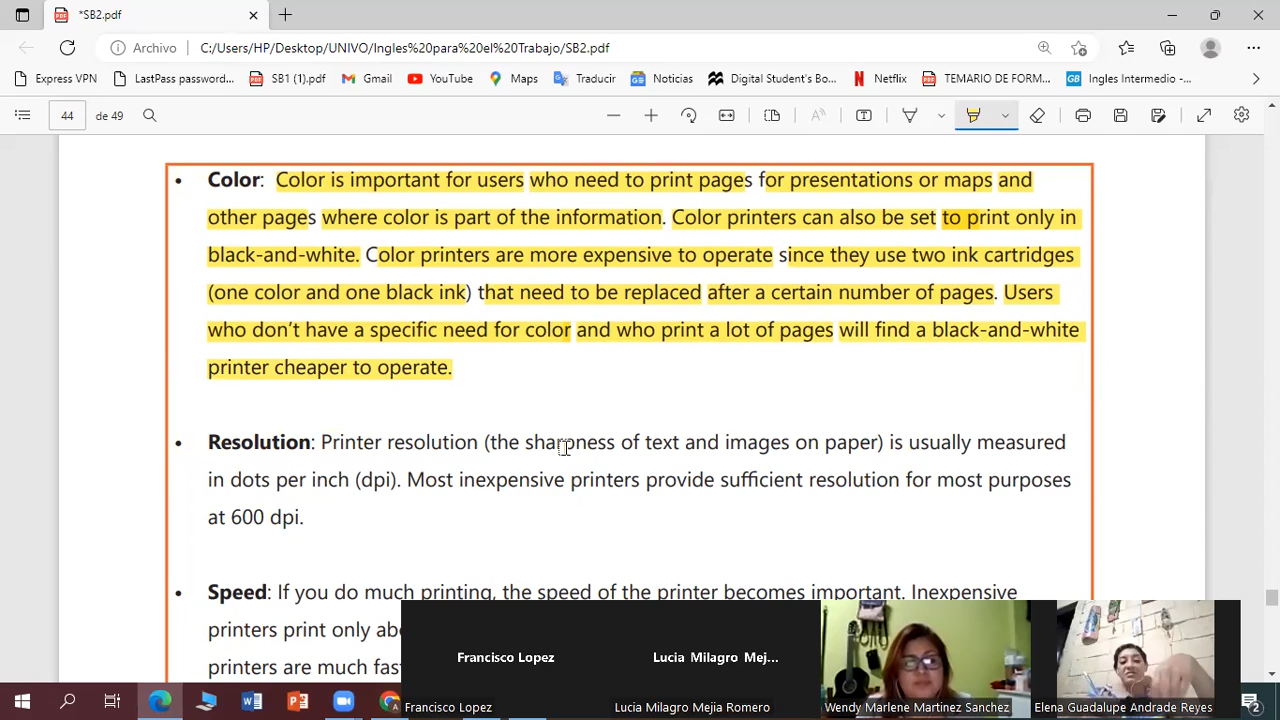 *SB2.pdf
Archivo
C:/Users/HP/Desktop/UNIVO/Ingles%20para%20el%20Trabajo/SB2.pdf
Express VPN
LastPass password...
SB1 (1).pdf
Gmail
YouTube
Maps
Traducir
Noticias
Digital Student's Bo...
Netflix
TEMARIO DE FORM...
Ingles Intermedio -...
44
de 49
• Color: Color is important for users who need to print pages for presentations or maps and
other pages where color is part of the information. Color printers can also be set to print only in
black-and-white. Color printers are more expensive to operate since they use two ink cartridges
(one color and one black ink) that need to be replaced after a certain number of pages. Users
who don't have a specific need for color and who print a lot of pages will find a black-and-white
printer cheaper to operate.
• Resolution: Printer resolution (the sharpness of text and images on paper) is usually measured
in dots per inch (dpi). Most inexpensive printers provide sufficient resolution for most purposes
at 600 dpi.
• Speed: If you do much printing, the speed of the printer becomes important. Inexpensive
printers print only
printers are much
Francisco Lopez
Lucia Milagro Mej...
Francisco Lopez
Lucia Milagro Mejia Romero
Wendy Marlene Martinez Sanchez
Elena Guadalupe Andrade Reyes
2